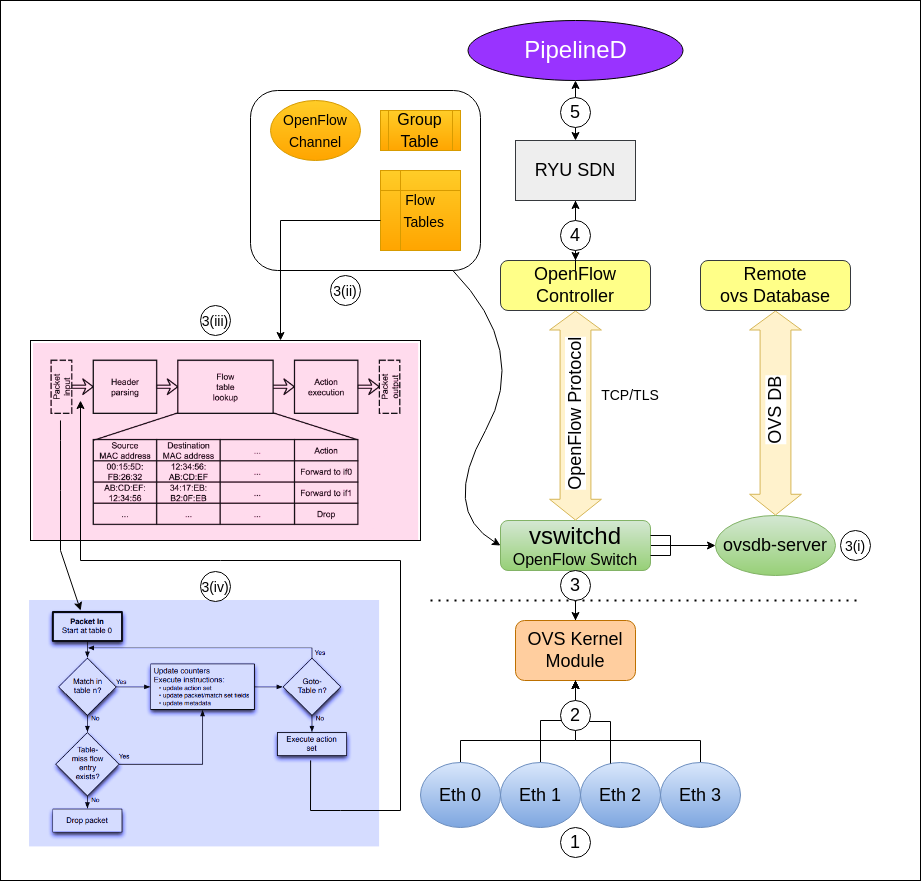 PipelineD
5
RYU SDN
4
OpenFlow
Channel
Group
Table
Flow
Tables
3(ii)
3(iii)
OpenFlow
Controller
Remote
ovs Database
OpenFlow Protocol
TCP/TLS
OVS DB
Packet
input
Header
parsing
Flow
table
lookup
Action
execution
Packet
output
Source
MAC address
Destination
MAC address
...
Action
00:15:5D:
FB:26:32
12:34:56:
AB:CD:EF
...
Forward to if0
AB:CD:EF:
12:34:56
34:17:EB:
B2:0F:EB
...
Forward to if1
...
...
...
Drop
vswitchd
OpenFlow Switch
ovsdb-server
3(i)
3
3(iv)
OVS Kernel
Module
2
Eth 0
Eth 1
Eth 2
Eth 3
1
Packet In
Start at table 0
Match in
table n?
Yes
No
Update counters
Execute instructions:
• update action set
• update packet/match set fields
• update metadata
Goto-
Table n?
Yes
No
Table-
miss flow
entry
exists?
Yes
No
Execute action
set
Drop packet